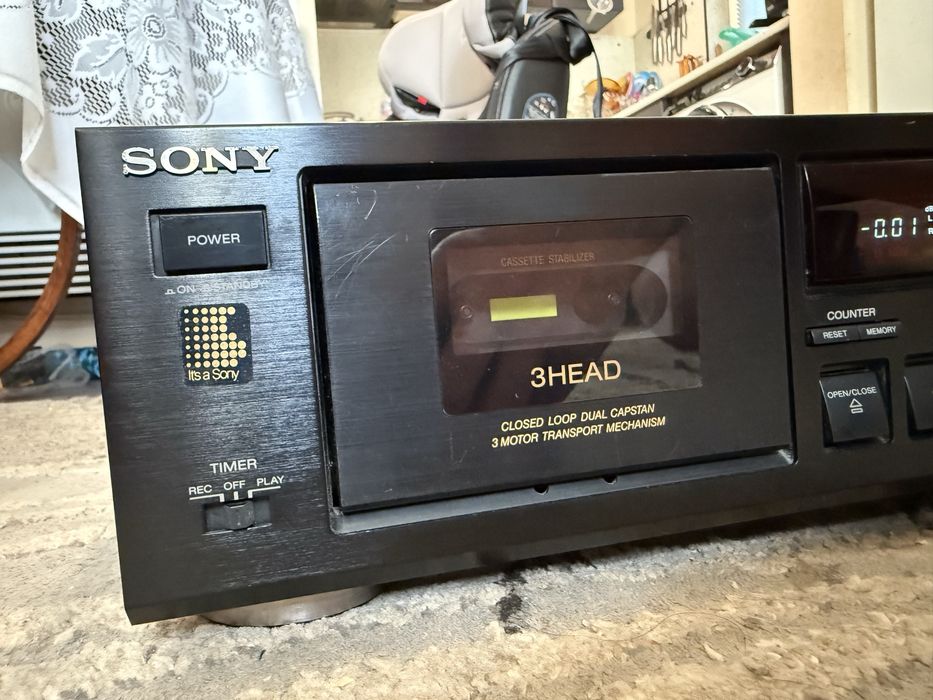 SONY
POWER
ON STANDBY
It's a Sony
TIMER
REC OFF PLAY
CASSETTE STABILIZER
3HEAD
CLOSED LOOP DUAL CAPSTAN
3 MOTOR TRANSPORT MECHANISM
-0.01
dB
COUNTER
RESET MEMORY
OPEN/CLOSE